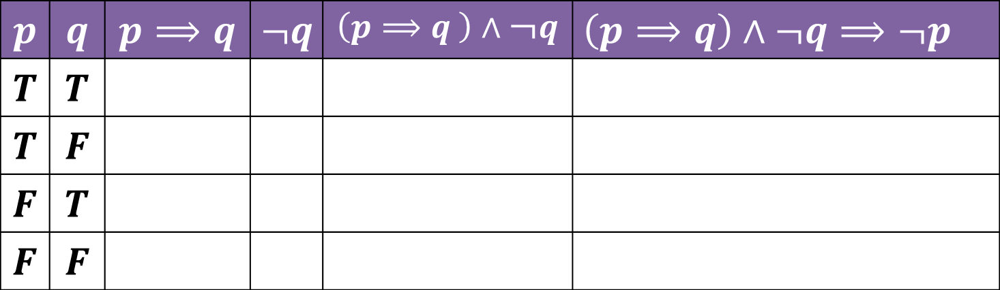 p q p ⟹ q ¬q (p ⟹ q ) ∧ ¬q (p ⟹ q) ∧ ¬q ⟹ ¬p
T T
T F
F T
F F